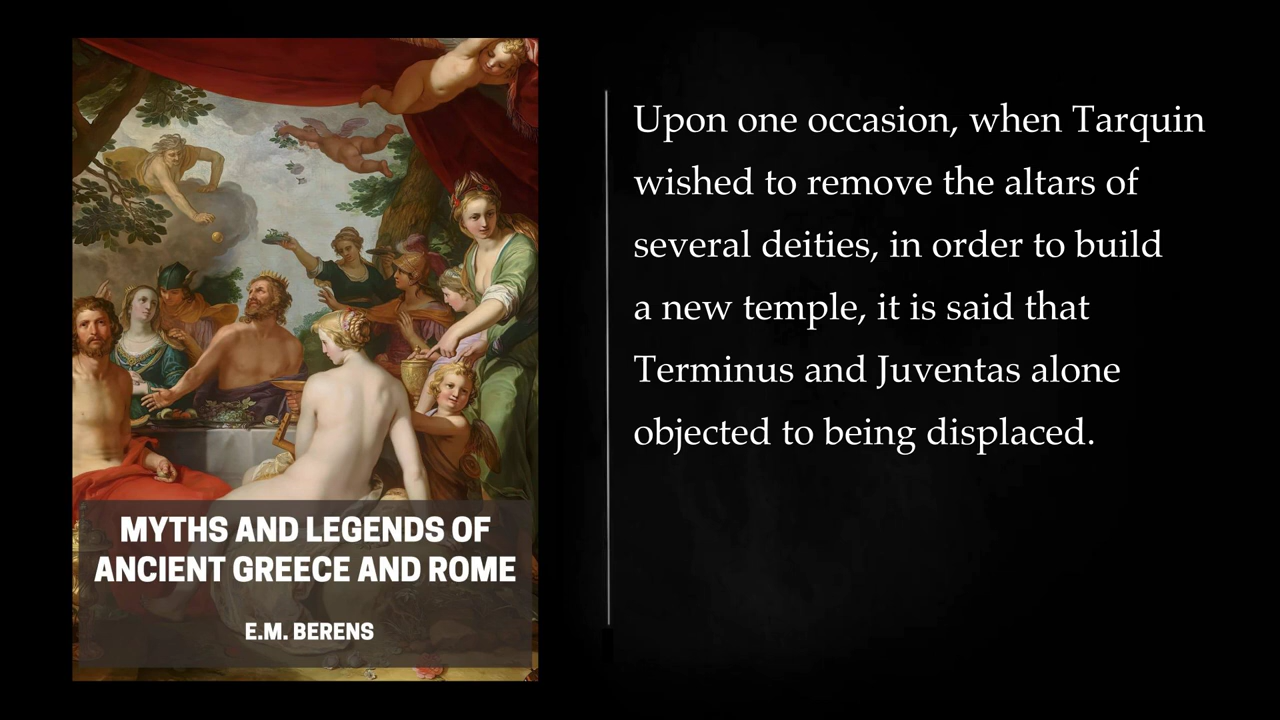 MYTHS AND LEGENDS OF
ANCIENT GREECE AND ROME
E.M. BERENS
Upon one occasion, when Tarquin
wished to remove the altars of
several deities, in order to build
a new temple, it is said that
Terminus and Juventas alone
objected to being displaced.